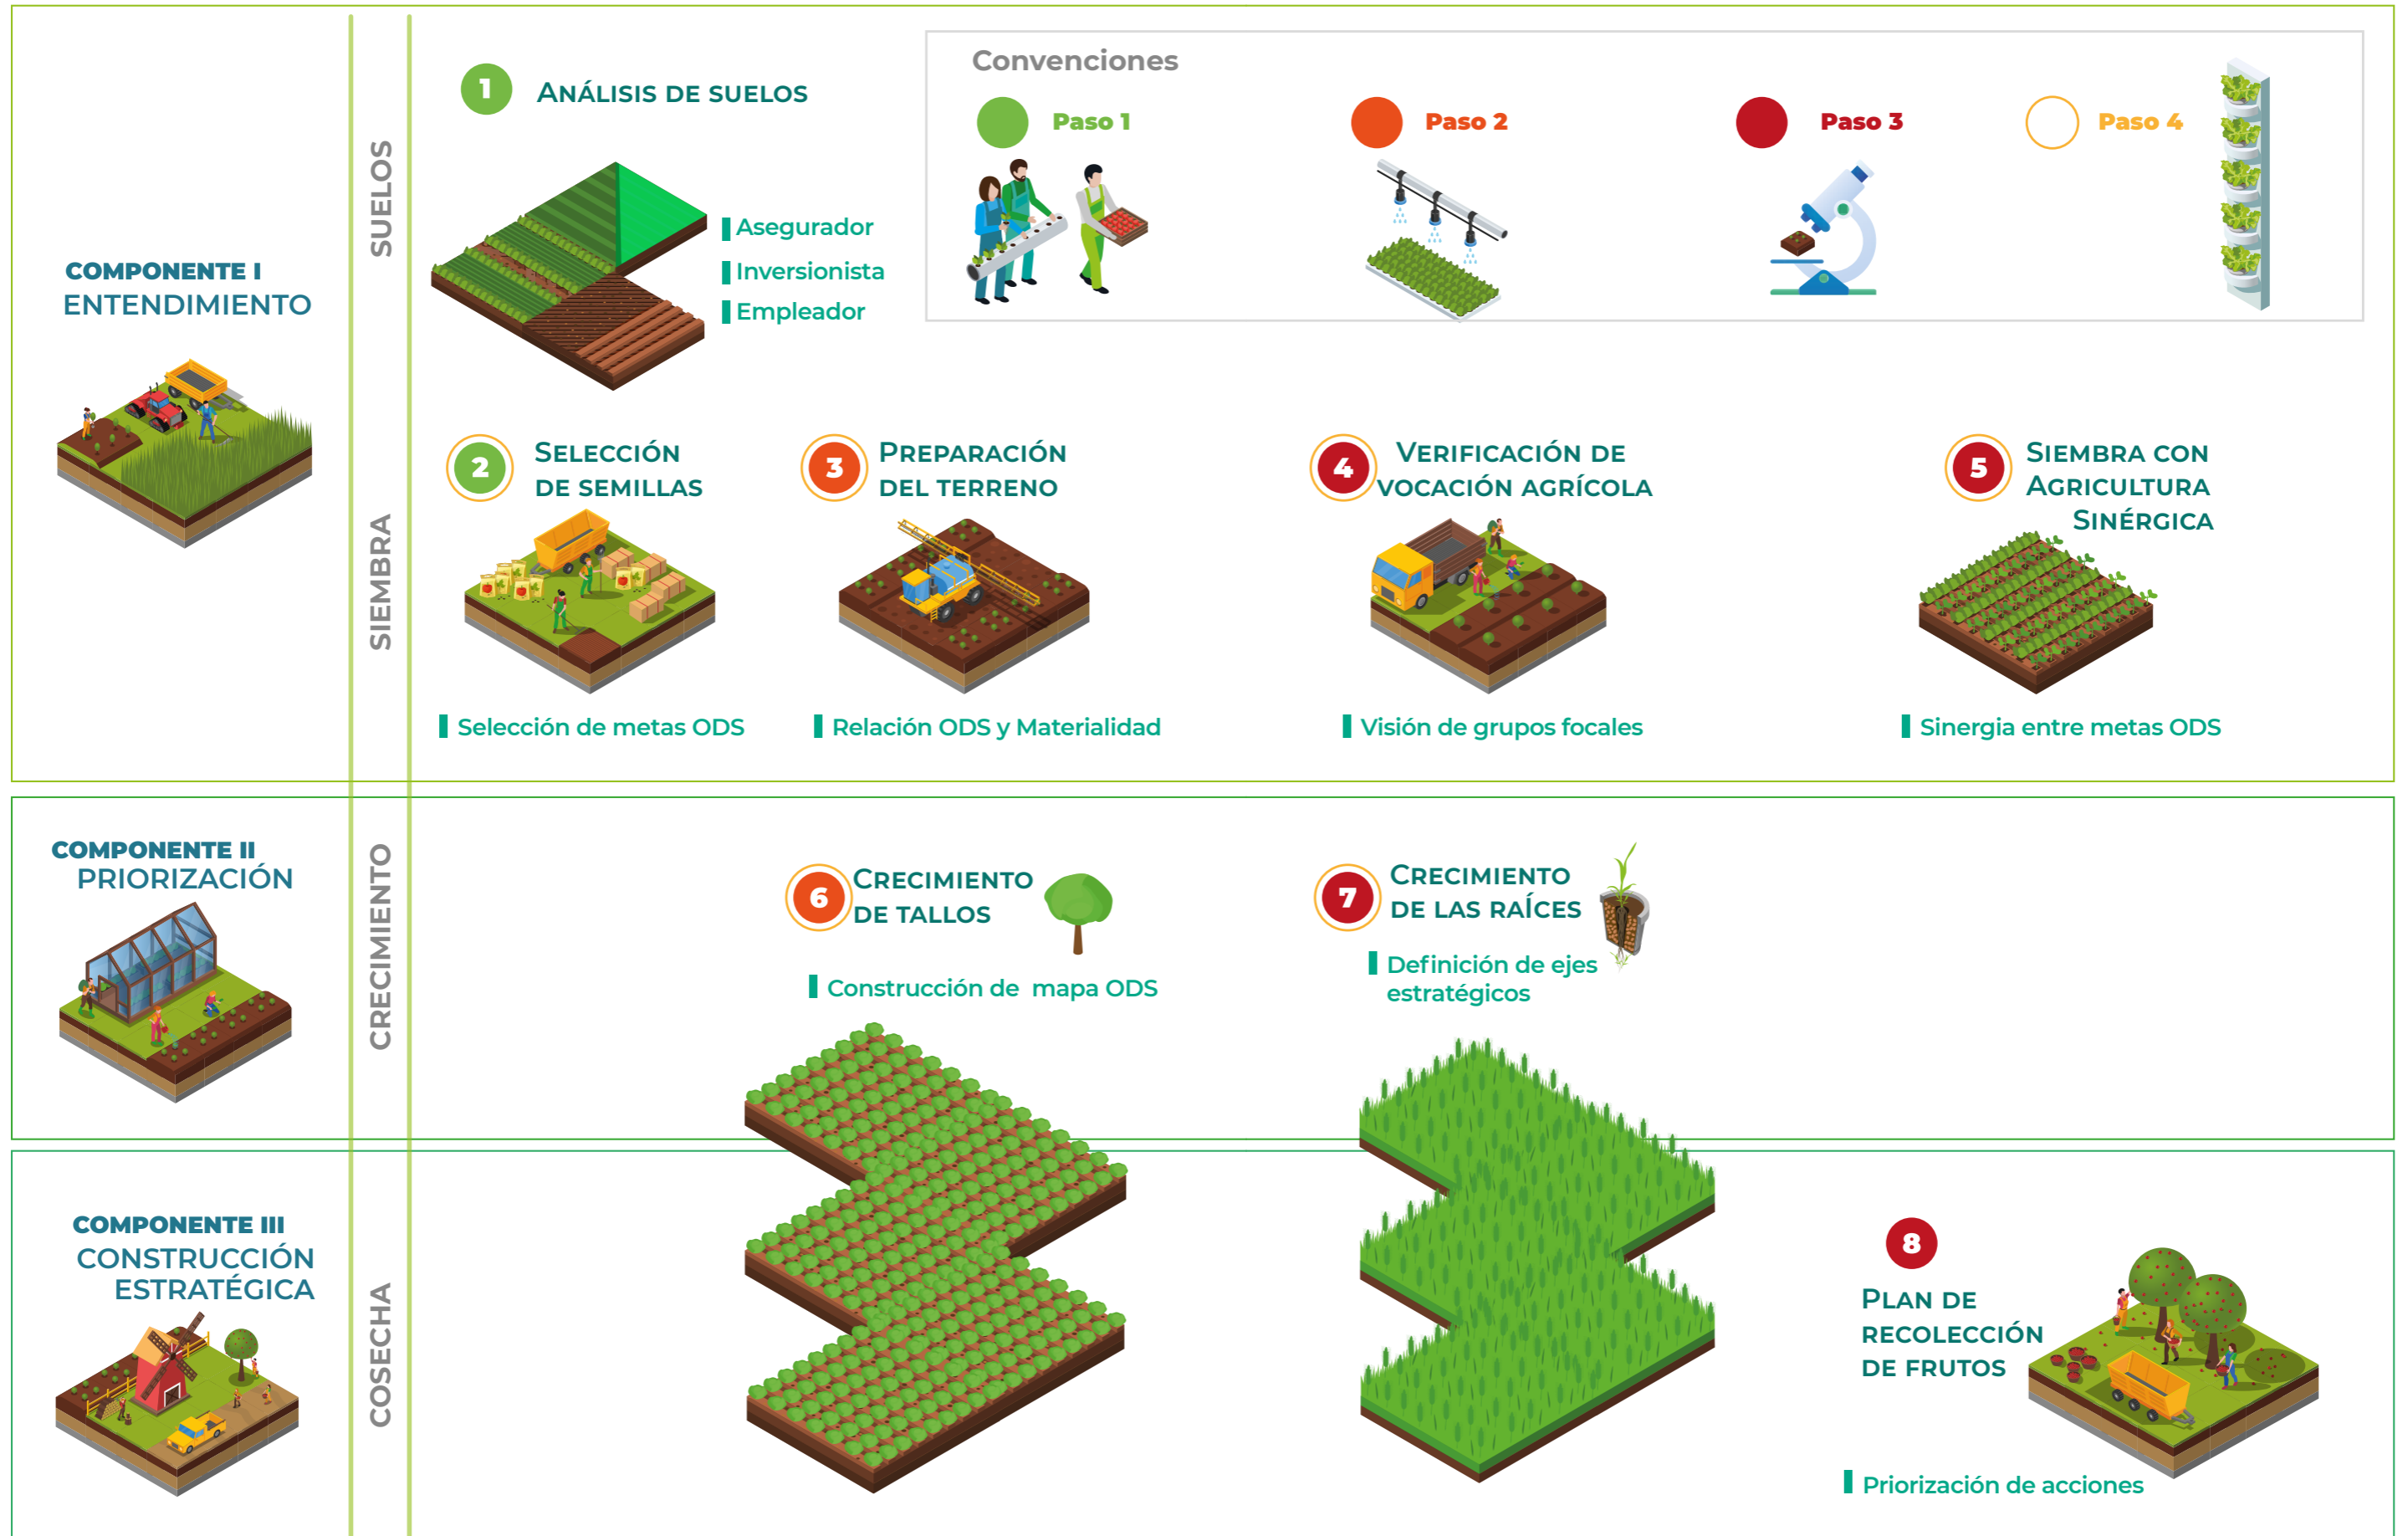 COMPONENTE I
ENTENDIMIENTO
SUELOS
1
ANÁLISIS DE SUELOS
Asegurador
Inversionista
Empleador
Convenciones
Paso 1
Paso 2
Paso 3
Paso 4
SIEMBRA
2
SELECCIÓN
DE SEMILLAS
Selección de metas ODS
3
PREPARACIÓN
DEL TERRENO
Relación ODS y Materialidad
4
VERIFICACIÓN DE
VOCACIÓN AGRÍCOLA
Visión de grupos focales
5
SIEMBRA CON
AGRICULTURA
SINÉRGICA
Sinergia entre metas ODS
COMPONENTE II
PRIORIZACIÓN
CRECIMIENTO
6
CRECIMIENTO
DE TALLOS
Construcción de mapa ODS
7
CRECIMIENTO
DE LAS RAÍCES
Definición de ejes
estratégicos
COMPONENTE III
CONSTRUCCIÓN
ESTRATÉGICA
COSECHA
8
PLAN DE
RECOLECCIÓN
DE FRUTOS
Priorización de acciones